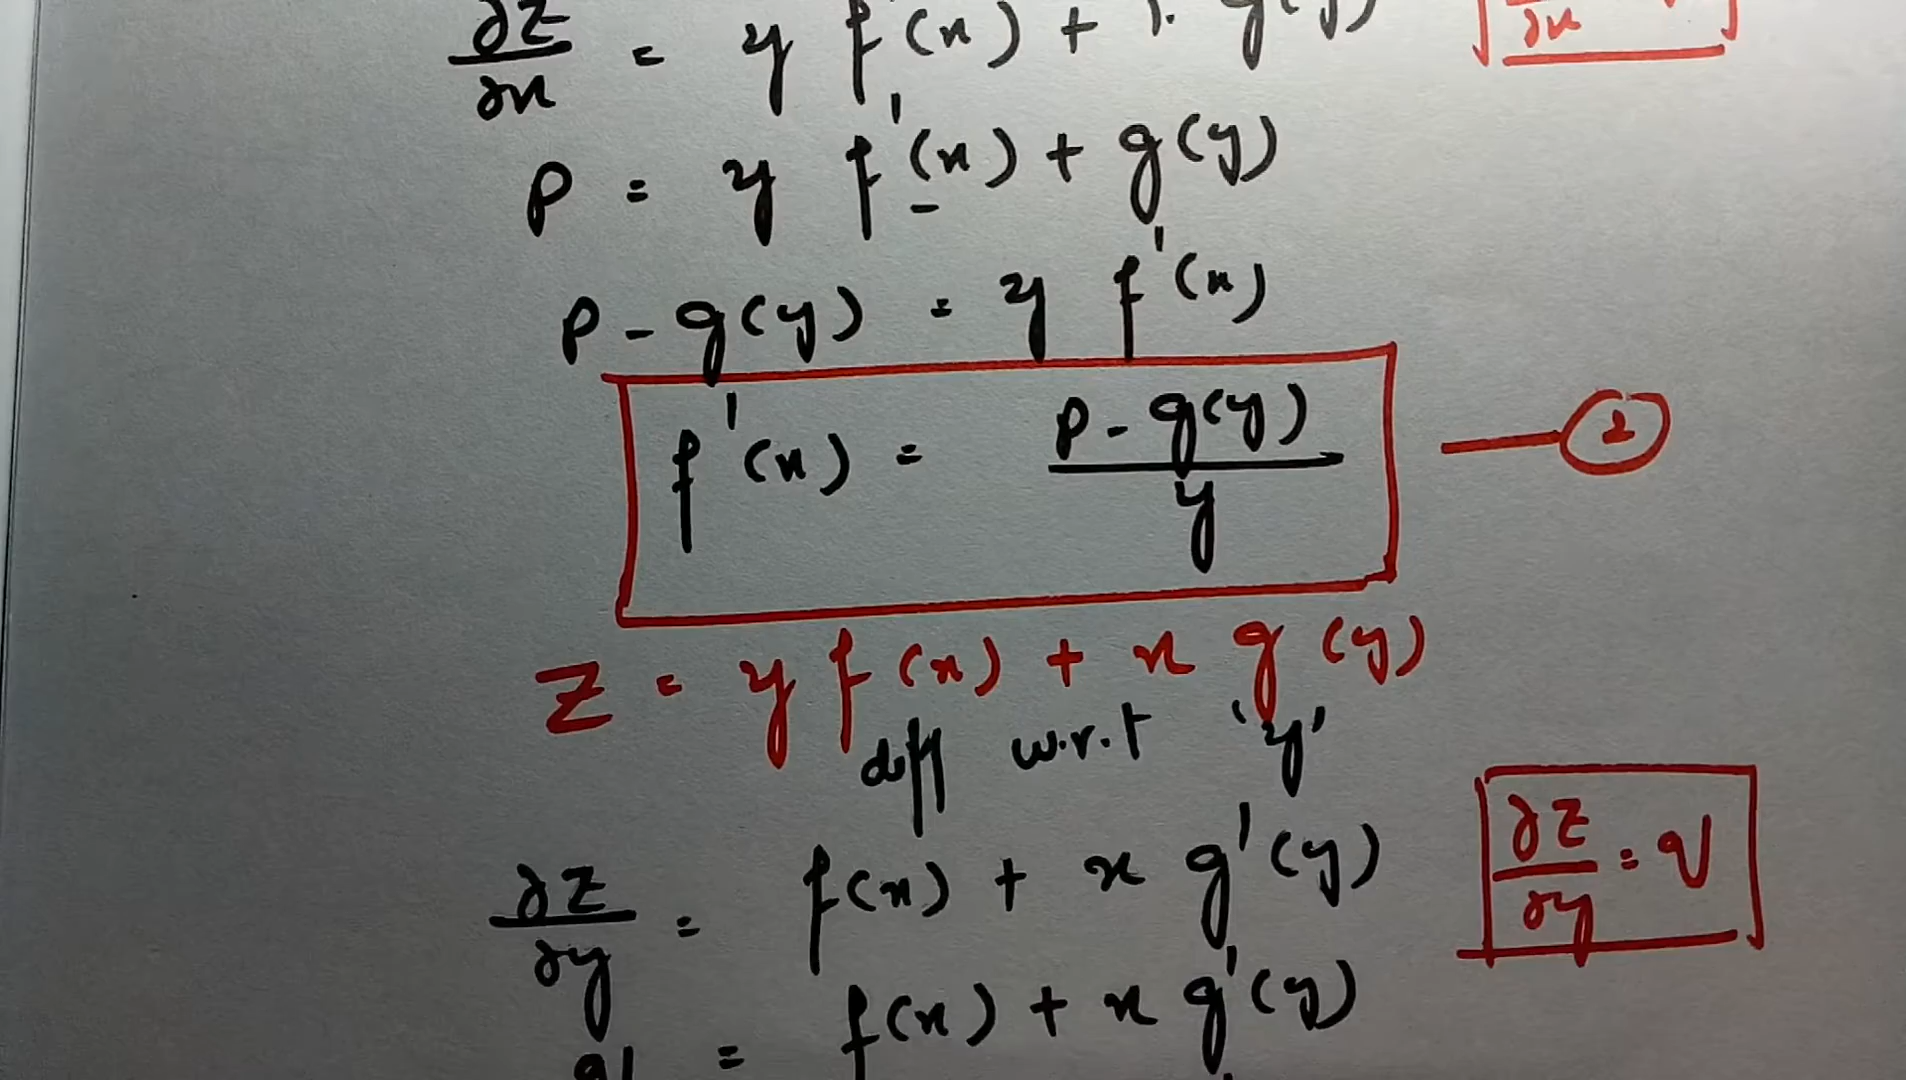 ∂z/∂x = y f'(x) + 1. g(y)
∂x
p = y f'(x) + g(y)
p - g(y) = y f'(x)
f'(x) = p - g(y) / y —②
z = y f(x) + x g(y)
diff w.r.t 'y'
∂z/∂y = f(x) + x g'(y)
∂z/∂y = q
= f(x) + x g'(y)